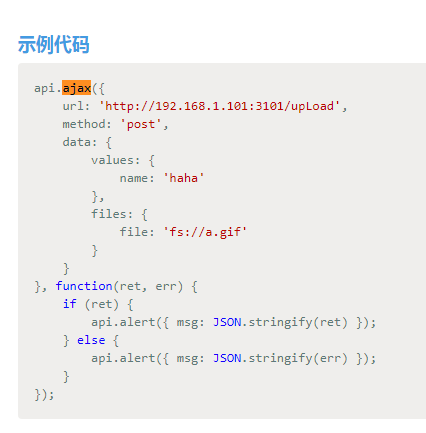 示例代码
api.ajax({
    url: 'http://192.168.1.101:3101/upLoad',
    method: 'post',
    data: {
        values: {
            name: 'haha'
        },
        files: {
            file: 'fs://a.gif'
        }
    }
}, function(ret, err) {
    if (ret) {
        api.alert({ msg: JSON.stringify(ret) });
    } else {
        api.alert({ msg: JSON.stringify(err) });
    }
});